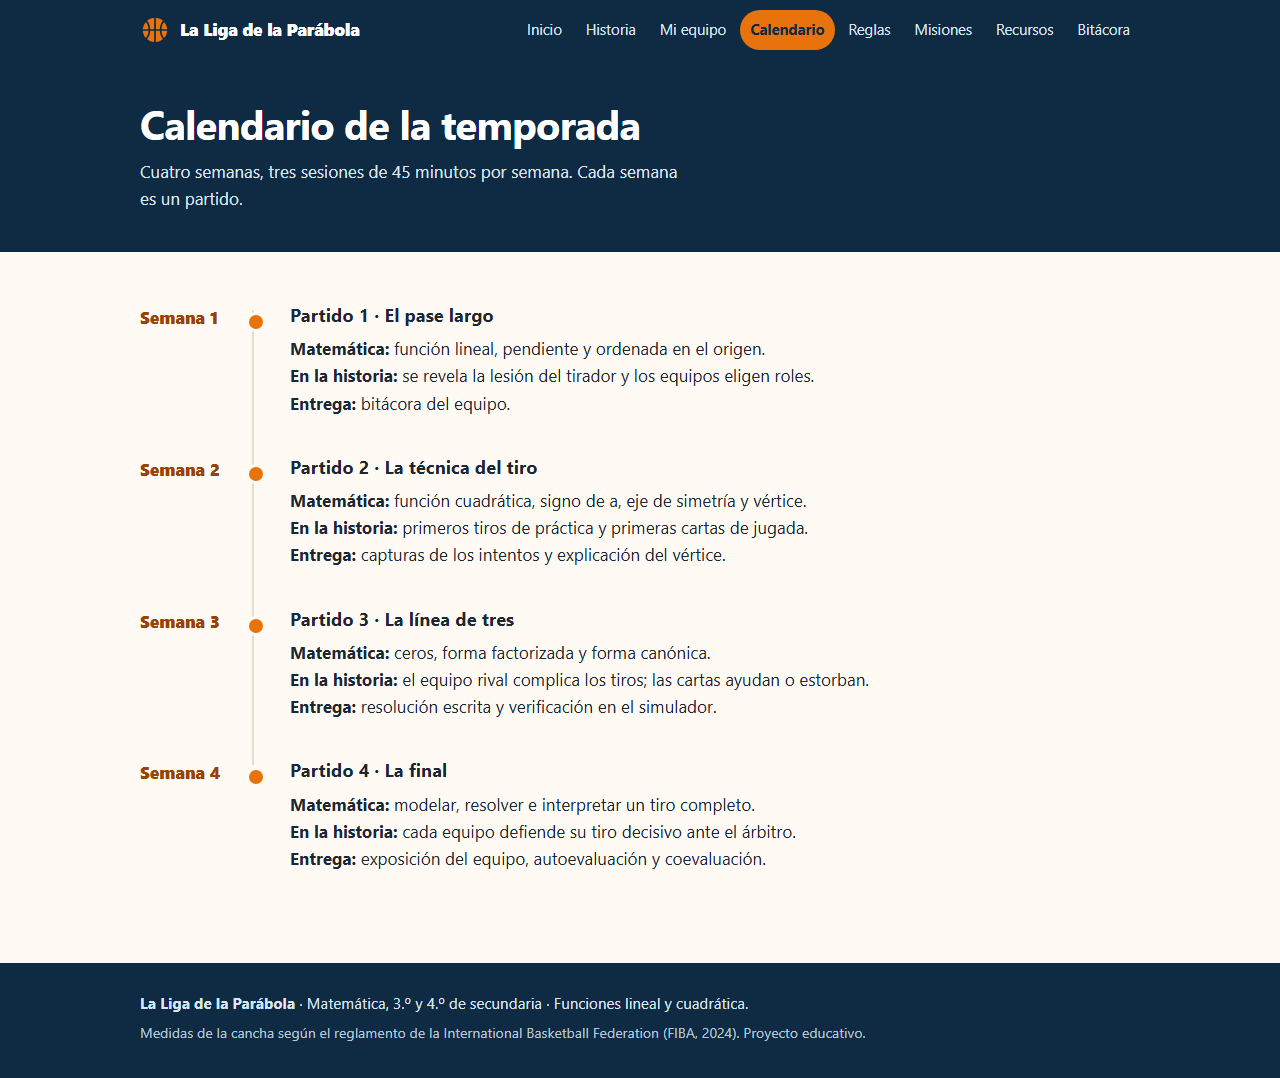 La Liga de la Parábola
Inicio Historia Mi equipo Calendario Reglas Misiones Recursos Bitácora
Calendario de la temporada
Cuatro semanas, tres sesiones de 45 minutos por semana. Cada semana
es un partido.
Semana 1
Partido 1 · El pase largo
Matemática: función lineal, pendiente y ordenada en el origen.
En la historia: se revela la lesión del tirador y los equipos eligen roles.
Entrega: bitácora del equipo.
Semana 2
Partido 2 · La técnica del tiro
Matemática: función cuadrática, signo de a, eje de simetría y vértice.
En la historia: primeros tiros de práctica y primeras cartas de jugada.
Entrega: capturas de los intentos y explicación del vértice.
Semana 3
Partido 3 · La línea de tres
Matemática: ceros, forma factorizada y forma canónica.
En la historia: el equipo rival complica los tiros; las cartas ayudan o estorban.
Entrega: resolución escrita y verificación en el simulador.
Semana 4
Partido 4 · La final
Matemática: modelar, resolver e interpretar un tiro completo.
En la historia: cada equipo defiende su tiro decisivo ante el árbitro.
Entrega: exposición del equipo, autoevaluación y coevaluación.
La Liga de la Parábola · Matemática, 3.º y 4.º de secundaria · Funciones lineal y cuadrática.
Medidas de la cancha según el reglamento de la International Basketball Federation (FIBA, 2024). Proyecto educativo.